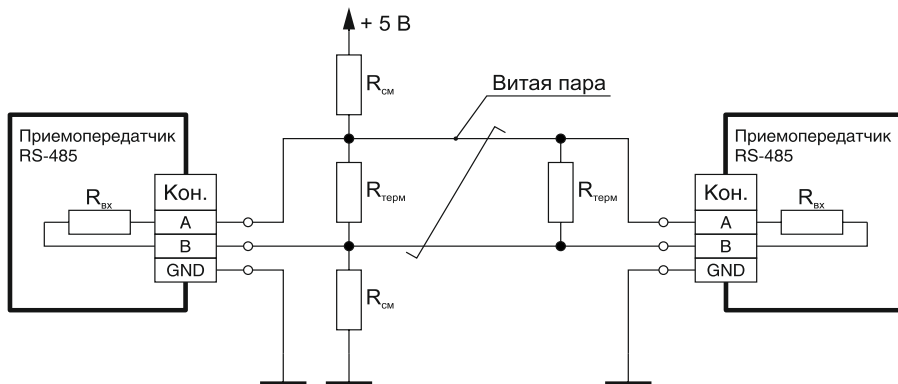 + 5 В
Rсм
Витая пара
Приемопередатчик
RS-485
Кон.
Rвх
A
B
GND
Rтерм
Rтерм
Rсм
Приемопередатчик
RS-485
Кон.
Rвх
A
B
GND